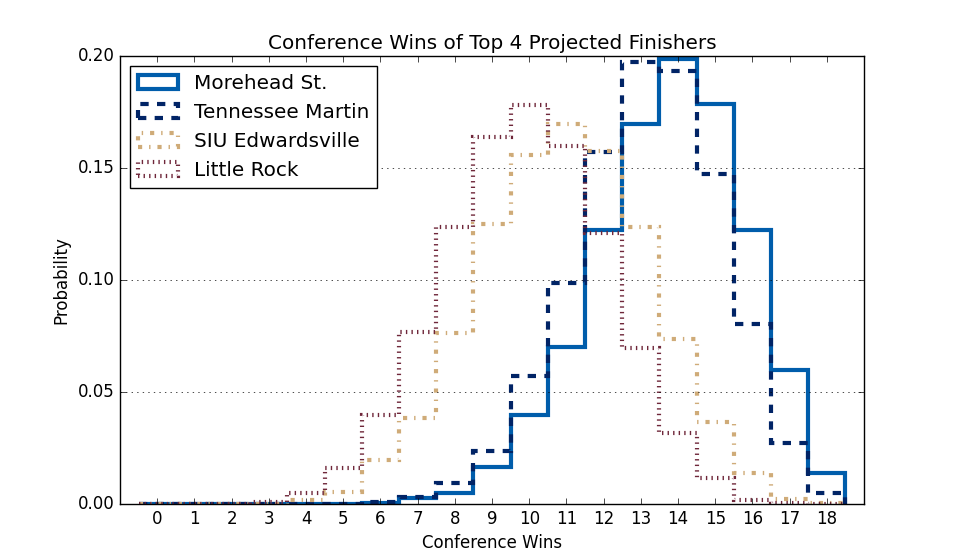 Conference Wins of Top 4 Projected Finishers
Morehead St.
Tennessee Martin
SIU Edwardsville
Little Rock
0.20
0.15
0.10
0.05
0.00
Probability
0 1 2 3 4 5 6 7 8 9 10 11 12 13 14 15 16 17 18
Conference Wins